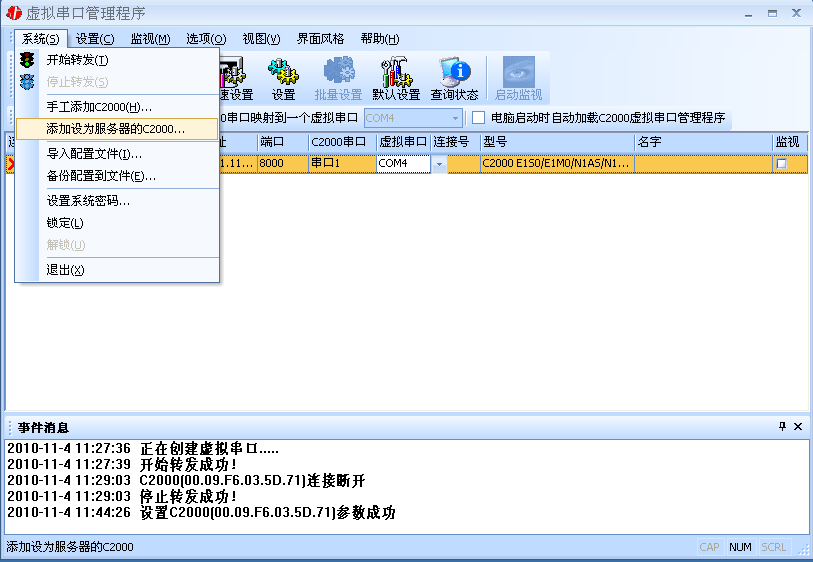 虚拟串口管理程序
系统(S) 设置(C) 监视(M) 选项(O) 视图(V) 界面风格 帮助(H)
开始转发(T)
停止转发(S)
手工添加C2000(H)...
添加设为服务器的C2000...
导入配置文件(I)...
备份配置到文件(E)...
设置系统密码...
锁定(L)
解锁(U)
退出(X)
速设置 设置 批量设置 默认设置 查询状态 启动监视
0串口映射到一个虚拟串口 COM4 电脑启动时自动加载C2000虚拟串口管理程序
址 端口 C2000串口 虚拟串口 连接号 型号 名字 监视
1.11... 8000 串口1 COM4 C2000 E1S0/E1M0/N1AS/N1...
事件消息
2010-11-4 11:27:36 正在创建虚拟串口.....
2010-11-4 11:27:39 开始转发成功!
2010-11-4 11:29:03 C2000(00.09.F6.03.5D.71)连接断开
2010-11-4 11:29:03 停止转发成功!
2010-11-4 11:44:26 设置C2000(00.09.F6.03.5D.71)参数成功
添加设为服务器的C2000 CAP NUM SCRL